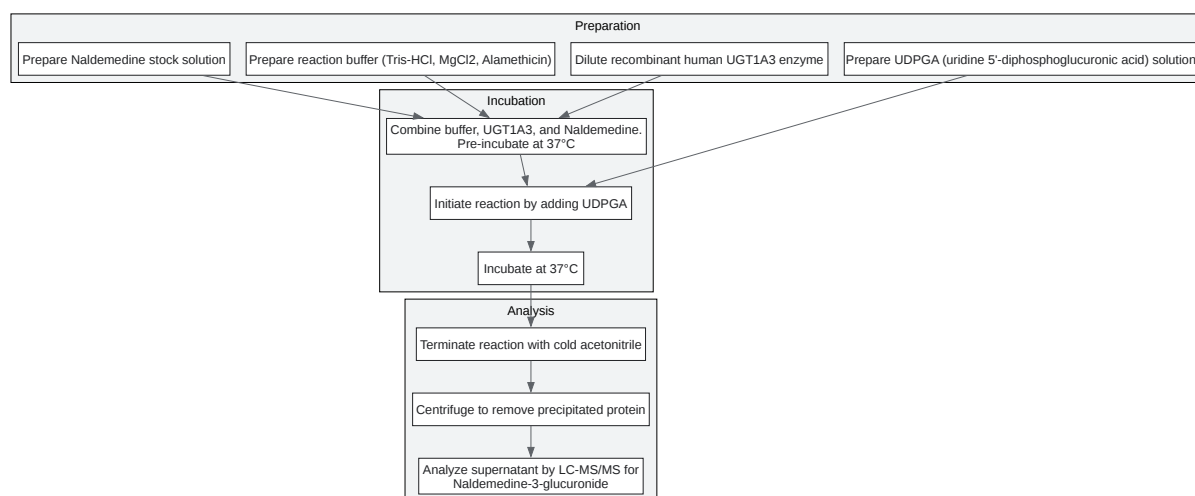 Preparation
Prepare Naldemedine stock solution
Prepare reaction buffer (Tris-HCl, MgCl2, Alamethicin)
Dilute recombinant human UGT1A3 enzyme
Prepare UDPGA (uridine 5'-diphosphoglucuronic acid) solution
Incubation
Combine buffer, UGT1A3, and Naldemedine.
Pre-incubate at 37°C
Initiate reaction by adding UDPGA
Incubate at 37°C
Analysis
Terminate reaction with cold acetonitrile
Centrifuge to remove precipitated protein
Analyze supernatant by LC-MS/MS for
Naldemedine-3-glucuronide